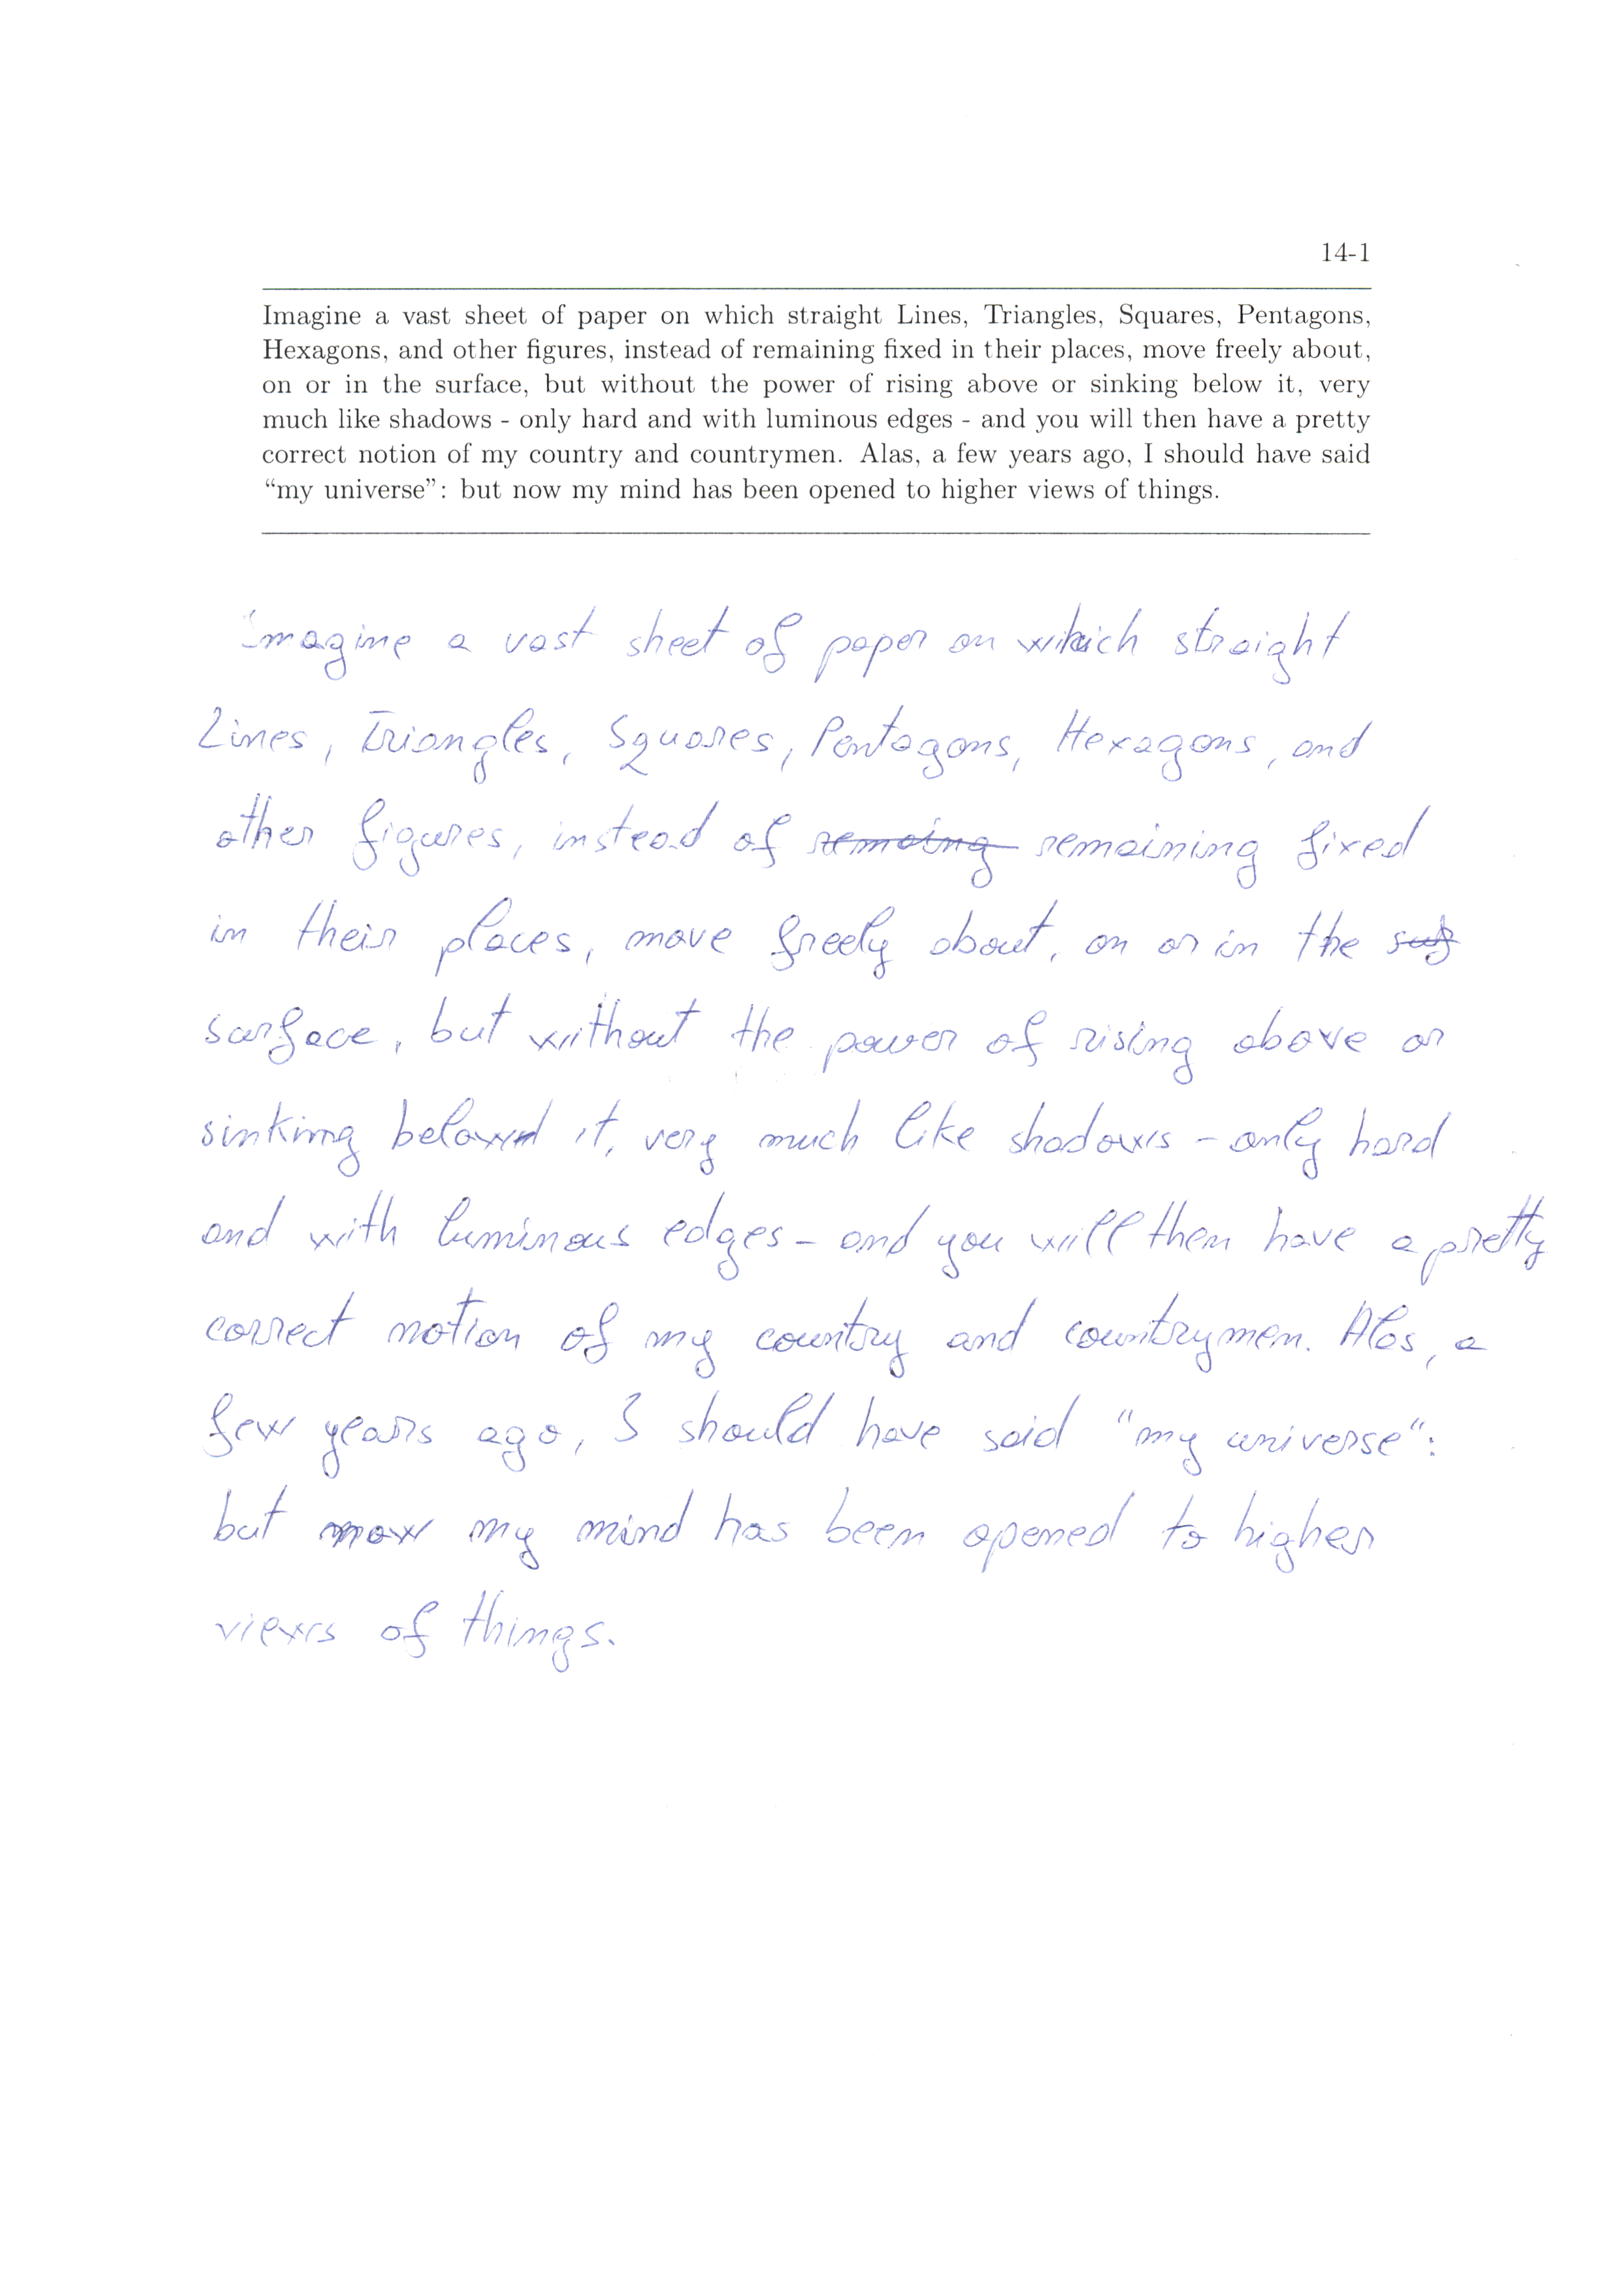 14-1
Imagine a vast sheet of paper on which straight Lines, Triangles, Squares, Pentagons,
Hexagons, and other figures, instead of remaining fixed in their places, move freely about,
on or in the surface, but without the power of rising above or sinking below it, very
much like shadows - only hard and with luminous edges - and you will then have a pretty
correct notion of my country and countrymen. Alas, a few years ago, I should have said
“my universe”: but now my mind has been opened to higher views of things.
Imagine a vast sheet of paper on which straight
Lines, Triangles, Squares, Pentagons, Hexagons, and
other figures, instead of remaing remaining fixed
in their places, move freely about, on or in the suf
surface, but without the power of rising above or
sinking below it, very much like shadows - only hard
and with luminous edges - and you will then have a pretty
correct notion of my country and countrymen. Alas, a
few years ago, I should have said "my universe":
but now my mind has been opened to higher
views of things.